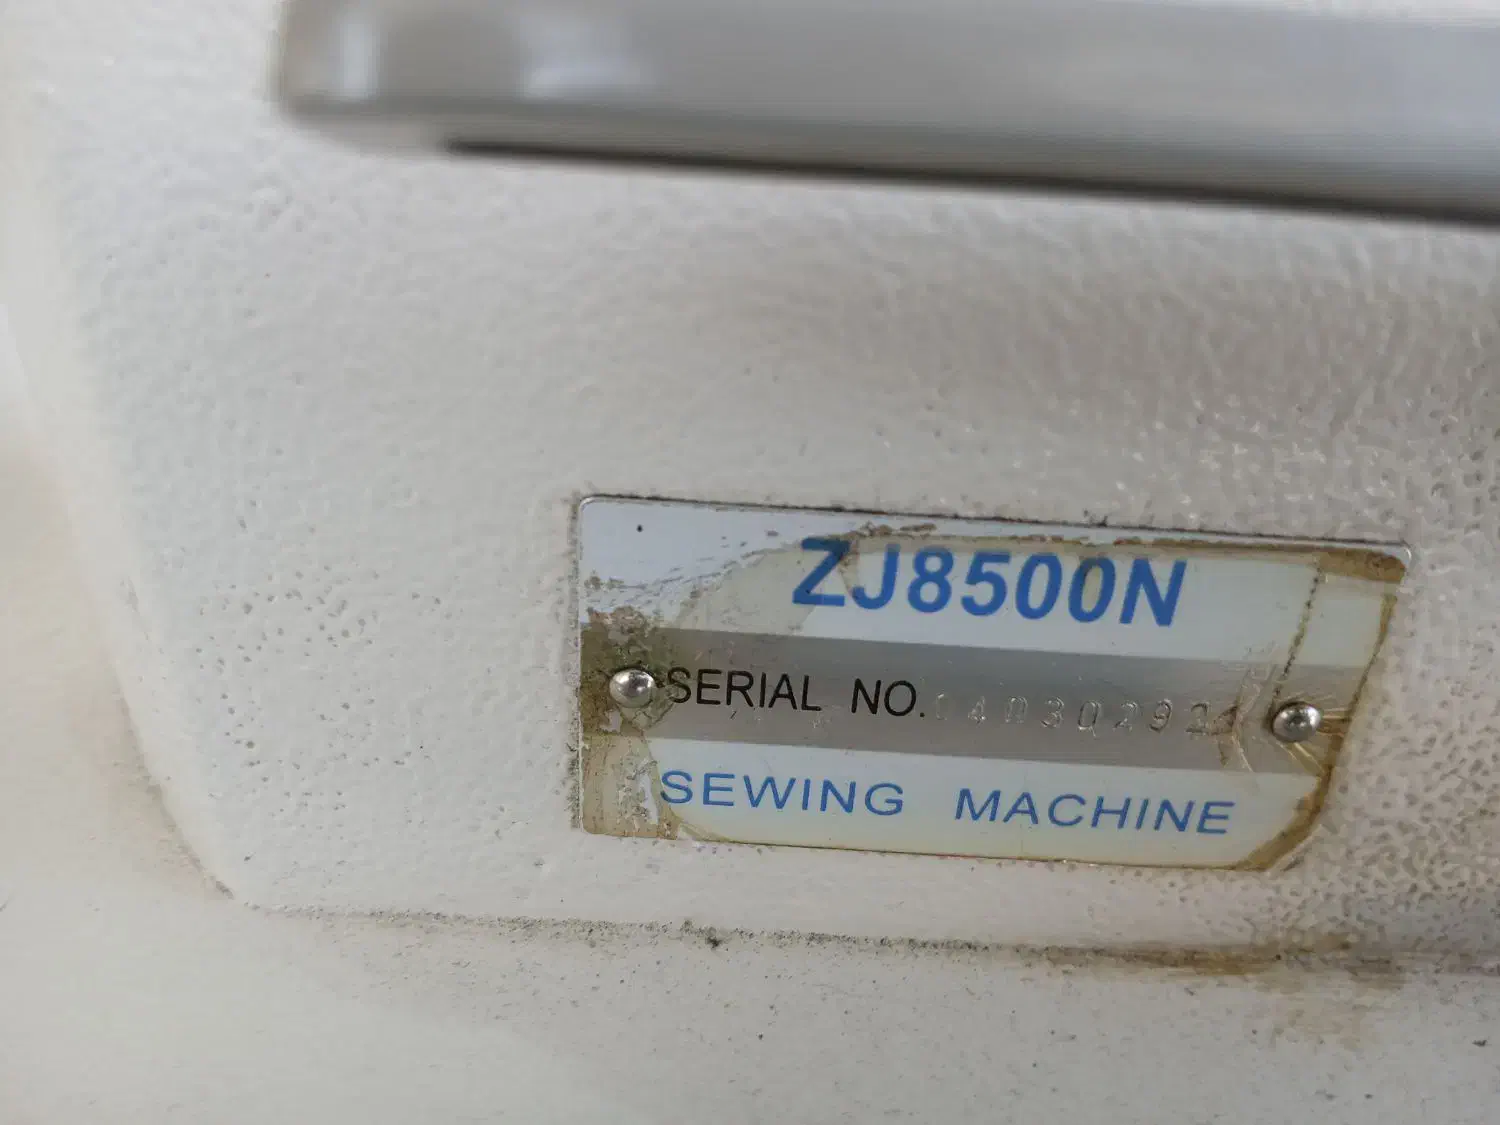 ZJ8500N
SERIAL NO.
SEWING MACHINE